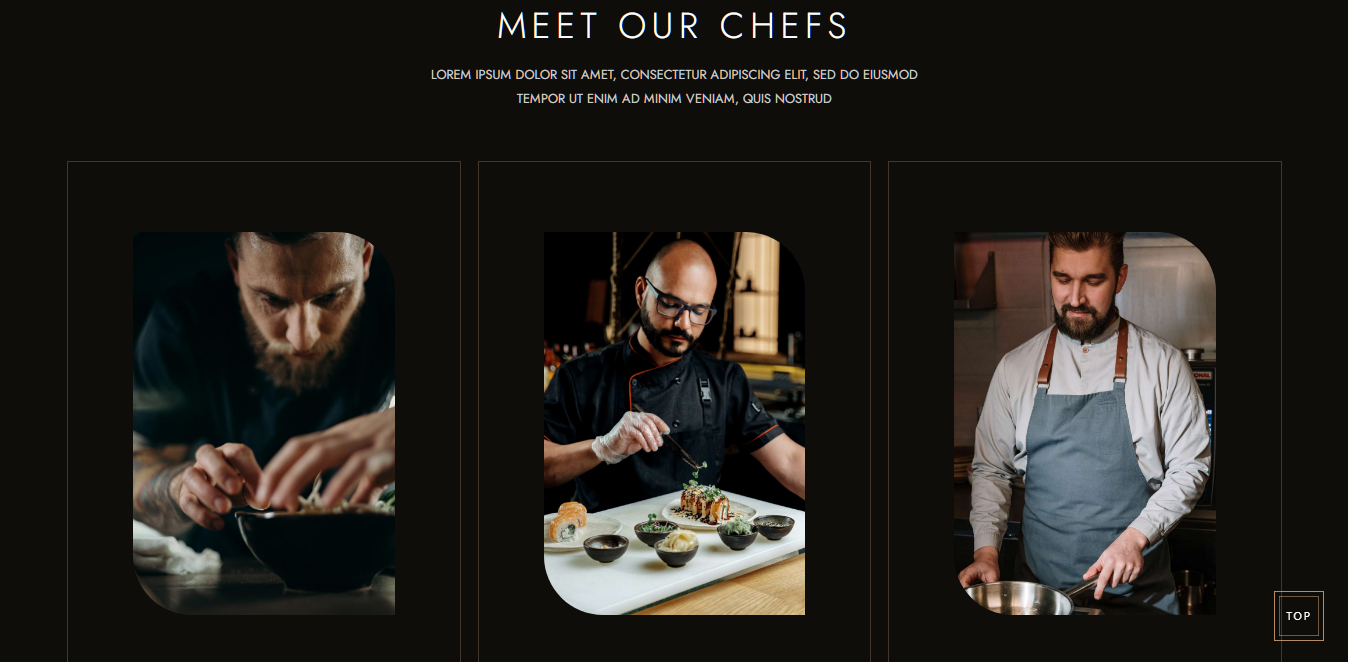 MEET OUR CHEFS
LOREM IPSUM DOLOR SIT AMET, CONSECTETUR ADIPISCING ELIT, SED DO EIUSMOD
TEMPOR UT ENIM AD MINIM VENIAM, QUIS NOSTRUD
TOP